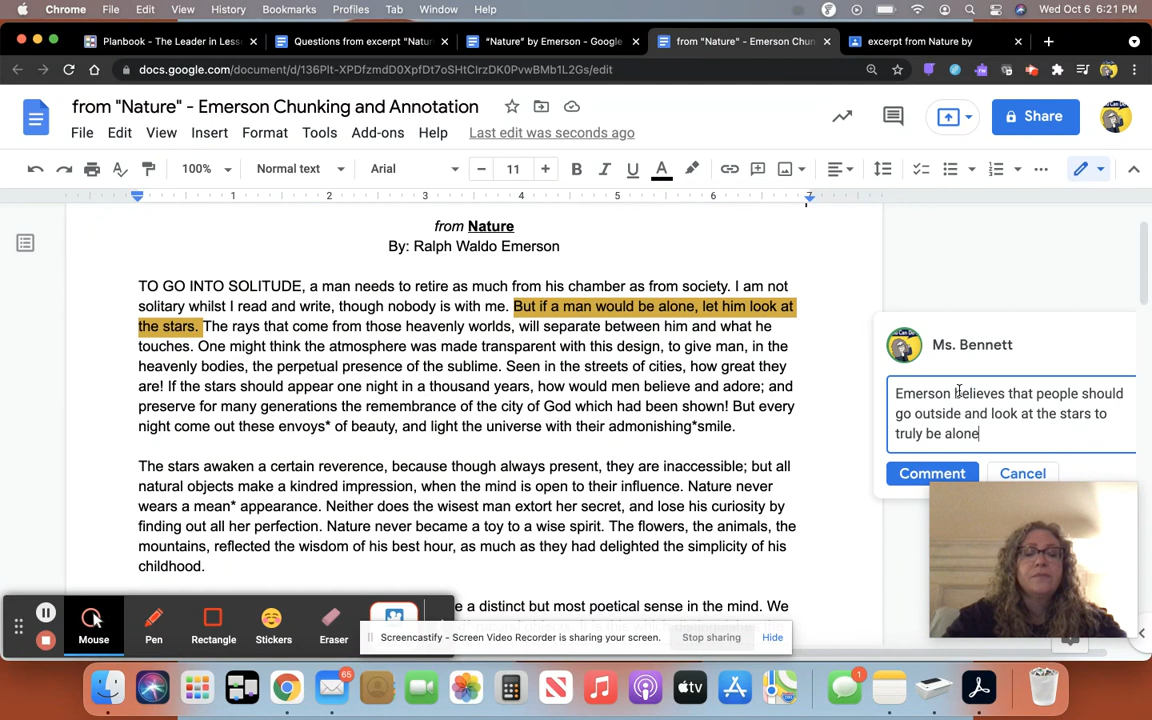 Chrome File Edit View History Bookmarks Profiles Tab Window Help Wed Oct 6 6:21 PM
Planbook - The Leader in Less Questions from excerpt "Natur "Nature" by Emerson - Google from "Nature" - Emerson Chun excerpt from Nature by
docs.google.com/document/d/136Plt-XPDfzmdD0XpfDt7oSHtClrzDK0PvwBMb1L2Gs/edit
from "Nature" - Emerson Chunking and Annotation
Share
File Edit View Insert Format Tools Add-ons Help Last edit was seconds ago
100% Normal text Arial 11 B I U A
1 2 3 4 5 6 7
from Nature
By: Ralph Waldo Emerson
TO GO INTO SOLITUDE, a man needs to retire as much from his chamber as from society. I am not
solitary whilst I read and write, though nobody is with me. But if a man would be alone, let him look at
the stars. The rays that come from those heavenly worlds, will separate between him and what he
touches. One might think the atmosphere was made transparent with this design, to give man, in the
heavenly bodies, the perpetual presence of the sublime. Seen in the streets of cities, how great they
are! If the stars should appear one night in a thousand years, how would men believe and adore; and
preserve for many generations the remembrance of the city of God which had been shown! But every
night come out these envoys* of beauty, and light the universe with their admonishing*smile.
The stars awaken a certain reverence, because though always present, they are inaccessible; but all
natural objects make a kindred impression, when the mind is open to their influence. Nature never
wears a mean* appearance. Neither does the wisest man extort her secret, and lose his curiosity by
finding out all her perfection. Nature never became a toy to a wise spirit. The flowers, the animals, the
mountains, reflected the wisdom of his best hour, as much as they had delighted the simplicity of his
childhood.
e a distinct but most poetical sense in the mind. We
Ms. Bennett
Emerson believes that people should
go outside and look at the stars to
truly be alone
Comment Cancel
Mouse Pen Rectangle Stickers Eraser
Screencastify - Screen Video Recorder is sharing your screen. Stop sharing Hide
65
1
tv